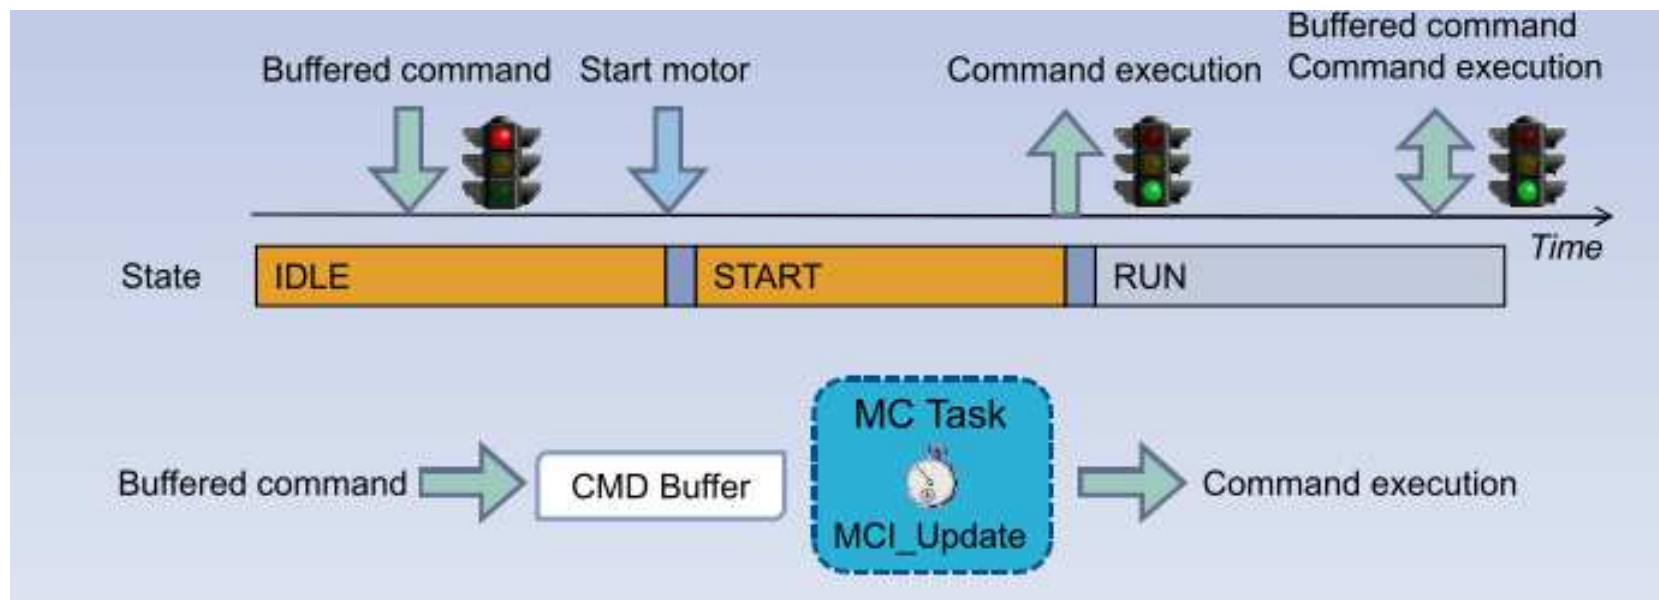 Buffered command
Start motor
Command execution
Buffered command
Command execution
Time
State
IDLE
START
RUN
MC Task
Buffered command
CMD Buffer
Command execution
MCI_Update